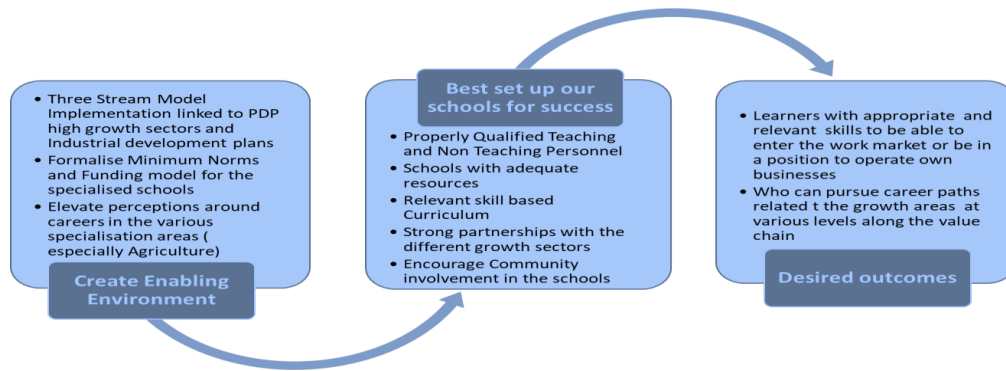 • Three Stream Model
Implementation linked to PDP
high growth sectors and
Industrial development plans
• Formalise Minimum Norms
and Funding model for the
specialised schools
• Elevate perceptions around
careers in the various
specialisation areas (
especially Agriculture)
Create Enabling
Environment
Best set up our
schools for success
• Properly Qualified Teaching
and Non Teaching Personnel
• Schools with adequate
resources
• Relevant skill based
Curriculum
• Strong partnerships with the
different growth sectors
• Encourage Community
involvement in the schools
• Learners with appropriate and
relevant skills to be able to
enter the work market or be in
a position to operate own
businesses
• Who can pursue career paths
related t the growth areas at
various levels along the value
chain
Desired outcomes